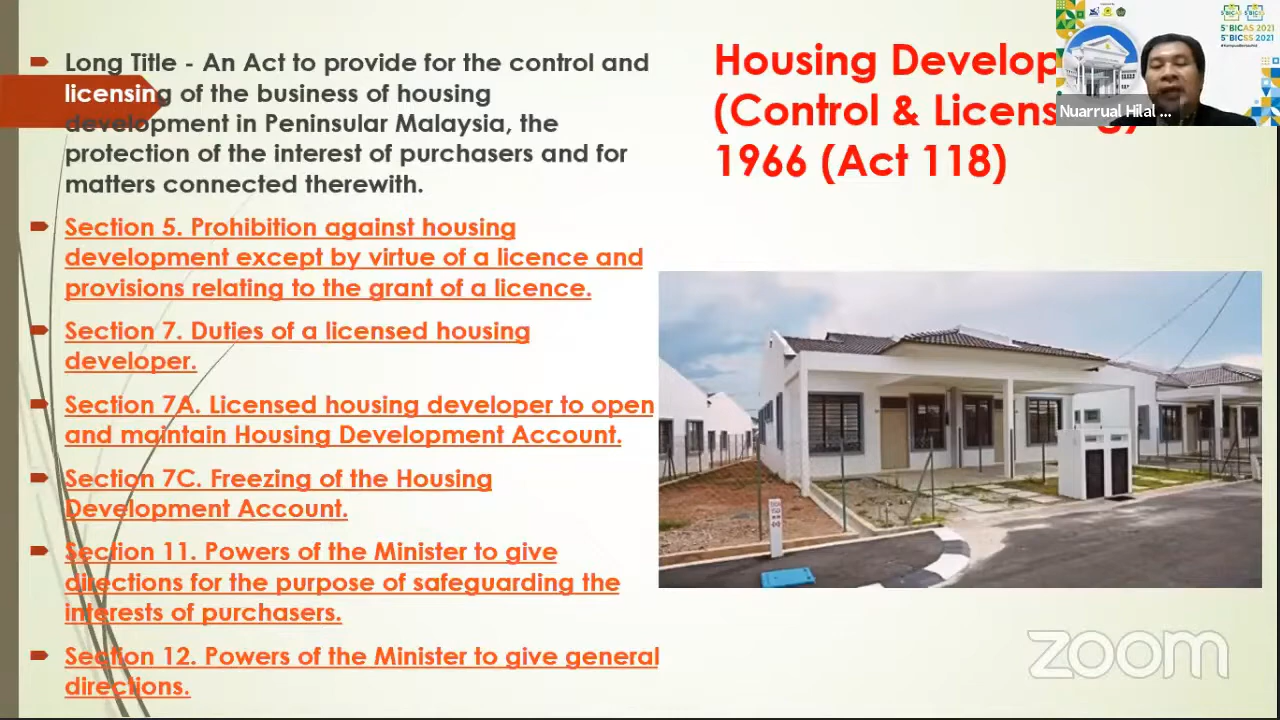 Long Title - An Act to provide for the control and
licensing of the business of housing
development in Peninsular Malaysia, the
protection of the interest of purchasers and for
matters connected therewith.
Section 5. Prohibition against housing
development except by virtue of a licence and
provisions relating to the grant of a licence.
Section 7. Duties of a licensed housing
developer.
Section 7A. Licensed housing developer to open
and maintain Housing Development Account.
Section 7C. Freezing of the Housing
Development Account.
Section 11. Powers of the Minister to give
directions for the purpose of safeguarding the
interests of purchasers.
Section 12. Powers of the Minister to give general
directions.
Housing Develop
(Control & Licens
1966 (Act 118)
5th BICAS 2021
5th BICSS 2021
Nuarrual Hilal ...
zoom